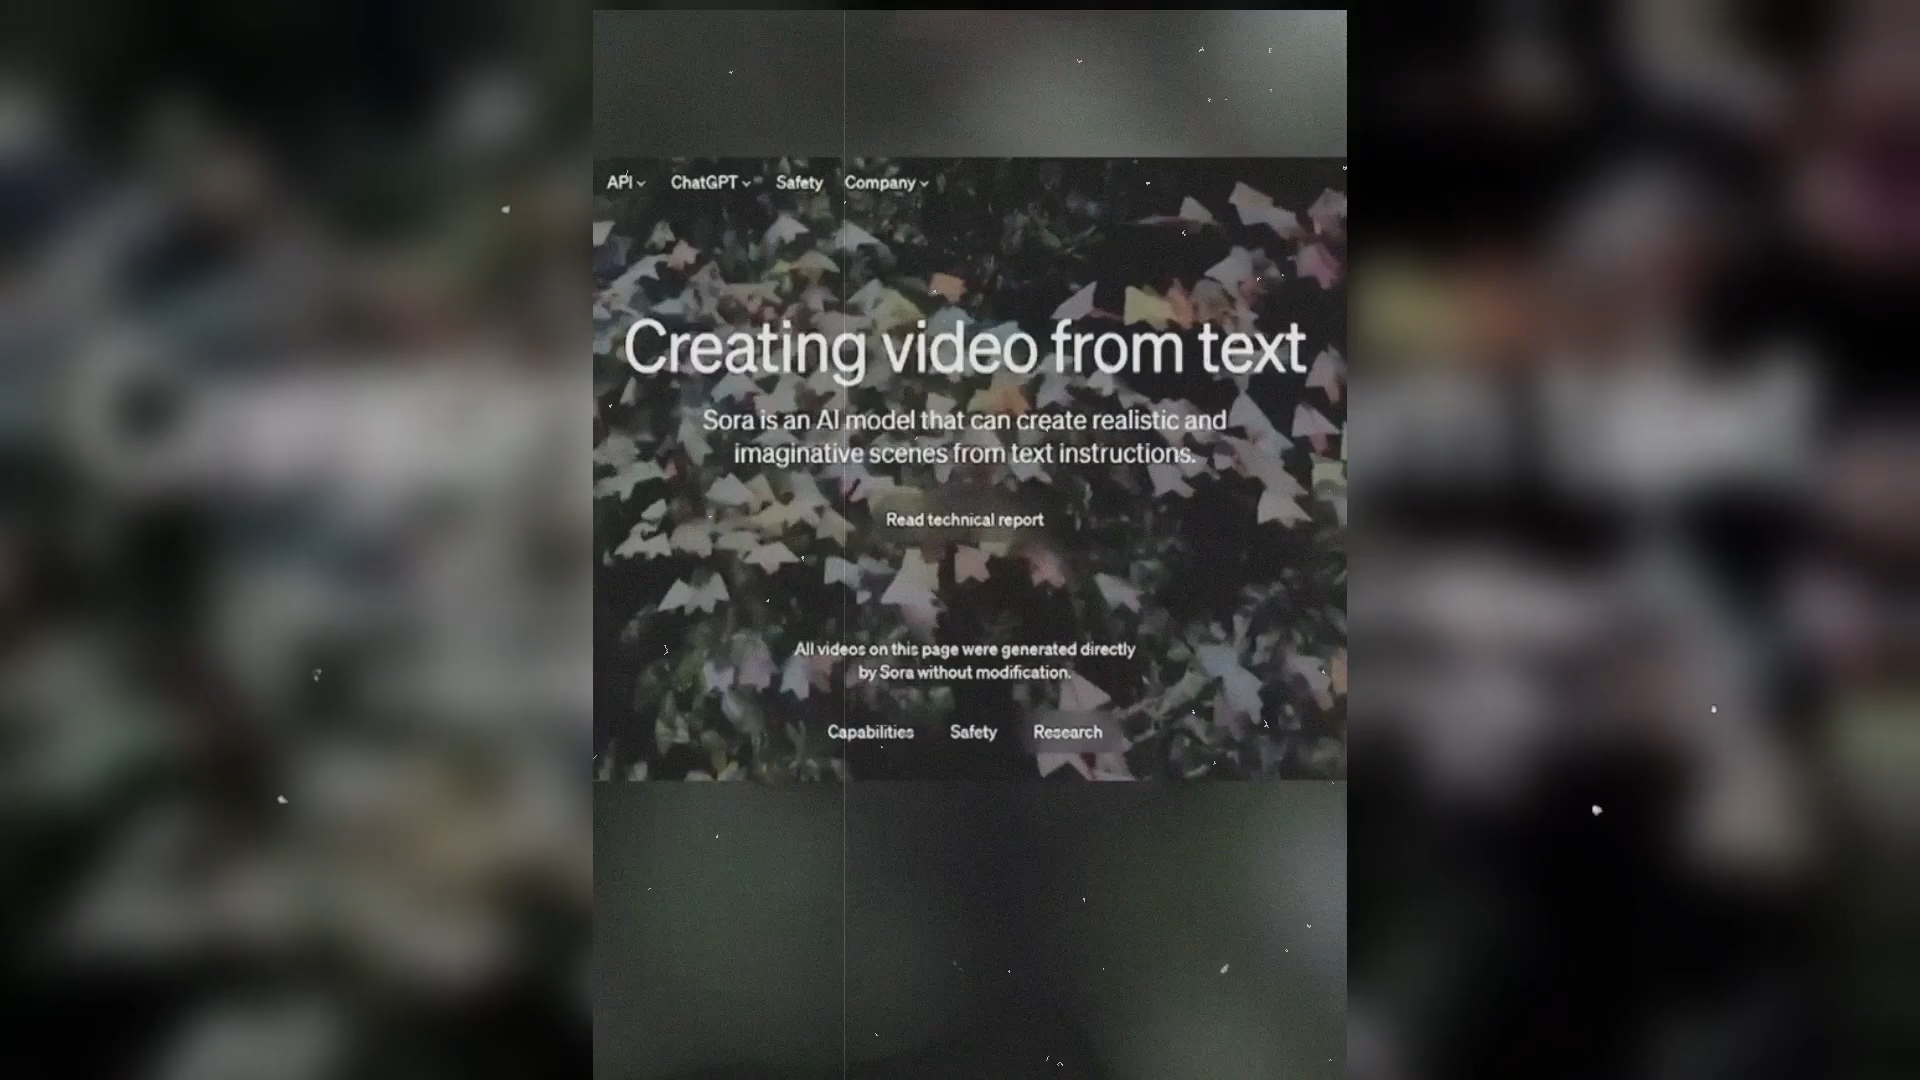 API ChatGPT Safety Company
Creating video from text
Sora is an AI model that can create realistic and
imaginative scenes from text instructions.
Read technical report
All videos on this page were generated directly
by Sora without modification.
Capabilities Safety Research